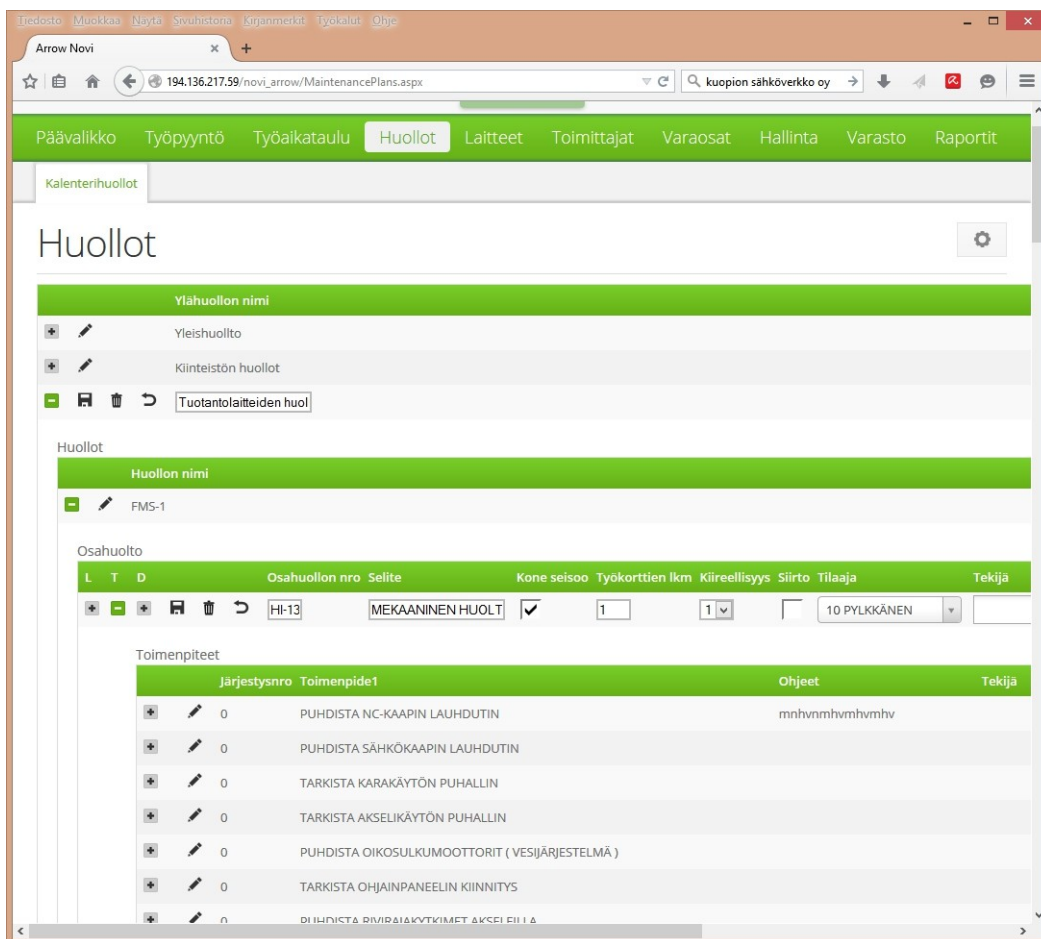 Tiedosto Muokkaa Näytä Sivuhistoria Kirjanmerkit Työkalut Ohje
Arrow Novi
194.136.217.59/novi_arrow/MaintenancePlans.aspx kuopion sähköverkko oy
Päävalikko Työpyyntö Työaikataulu Huollot Laitteet Toimittajat Varaosat Hallinta Varasto Raportit
Kalenterihuollot
Huollot
Ylähuollon nimi
Yleishuollto
Kiinteistön huollot
Tuotantolaitteiden huol
Huollot
Huollon nimi
FMS-1
Osahuolto
L T D Osahuollon nro Selite Kone seisoo Työkorttien lkm Kiireellisyys Siirto Tilaaja Tekijä
HI-13 MEKAANINEN HUOLT 1 1 10 PYLKKÄNEN
Toimenpiteet
Järjestysnro Toimenpide1 Ohjeet Tekijä
0 PUHDISTA NC-KAAPIN LAUHDUTIN mnhvnmhvmhvmhv
0 PUHDISTA SÄHKÖKAAPIN LAUHDUTIN
0 TARKISTA KARAKÄYTÖN PUHALLIN
0 TARKISTA AKSELIKÄYTÖN PUHALLIN
0 PUHDISTA OIKOSULKUMOOTTORIT ( VESIJÄRJESTELMÄ )
0 TARKISTA OHJAINPANEELIN KIINNITYS
0 PUHDISTA RIVIRAJAKYTKIMET AKSELEILLA